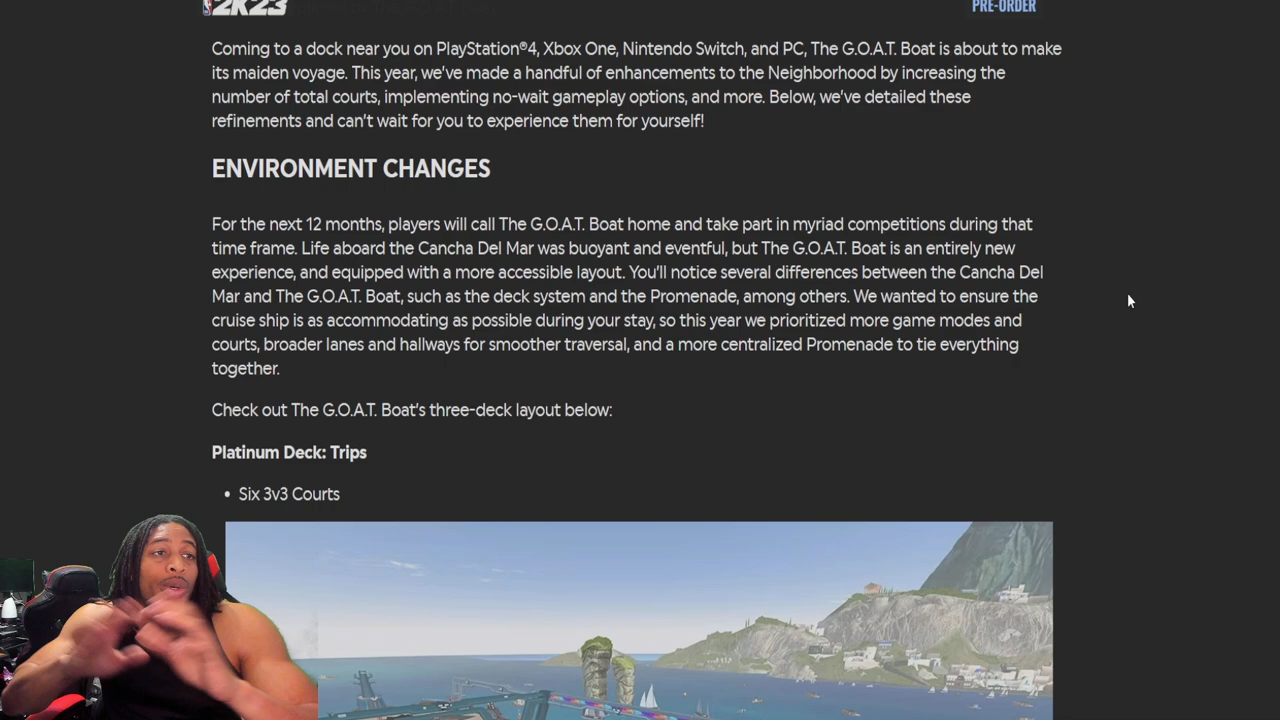 2K23
PRE-ORDER
Coming to a dock near you on PlayStation®4, Xbox One, Nintendo Switch, and PC, The G.O.A.T. Boat is about to make
its maiden voyage. This year, we’ve made a handful of enhancements to the Neighborhood by increasing the
number of total courts, implementing no-wait gameplay options, and more. Below, we’ve detailed these
refinements and can’t wait for you to experience them for yourself!
ENVIRONMENT CHANGES
For the next 12 months, players will call The G.O.A.T. Boat home and take part in myriad competitions during that
time frame. Life aboard the Cancha Del Mar was buoyant and eventful, but The G.O.A.T. Boat is an entirely new
experience, and equipped with a more accessible layout. You’ll notice several differences between the Cancha Del
Mar and The G.O.A.T. Boat, such as the deck system and the Promenade, among others. We wanted to ensure the
cruise ship is as accommodating as possible during your stay, so this year we prioritized more game modes and
courts, broader lanes and hallways for smoother traversal, and a more centralized Promenade to tie everything
together.
Check out The G.O.A.T. Boat’s three-deck layout below:
Platinum Deck: Trips
• Six 3v3 Courts